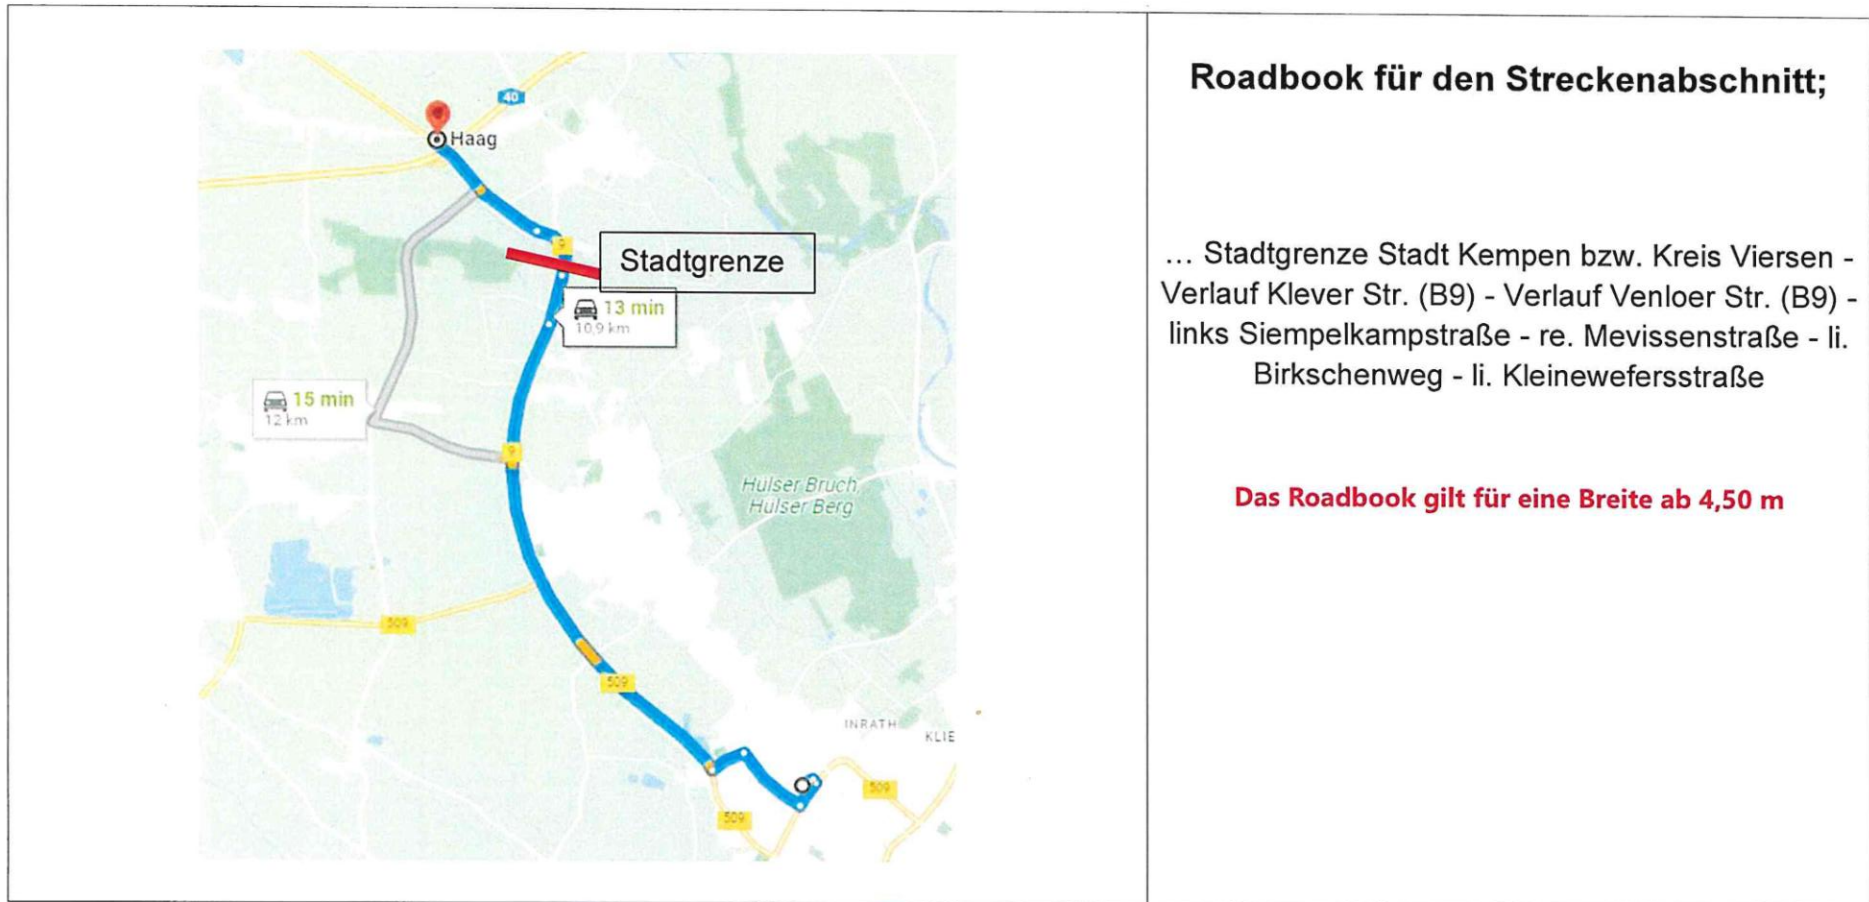 40
Haag
9
Stadtgrenze
13 min
10,9 km
15 min
12 km
9
Hülser Bruch,
Hülser Berg
509
509
INRATH
KLIE
509
509
Roadbook für den Streckenabschnitt;
... Stadtgrenze Stadt Kempen bzw. Kreis Viersen -
Verlauf Klever Str. (B9) - Verlauf Venloer Str. (B9) -
links Siempelkampstraße - re. Mevissenstraße - li.
Birkschenweg - li. Kleinewefersstraße
Das Roadbook gilt für eine Breite ab 4,50 m